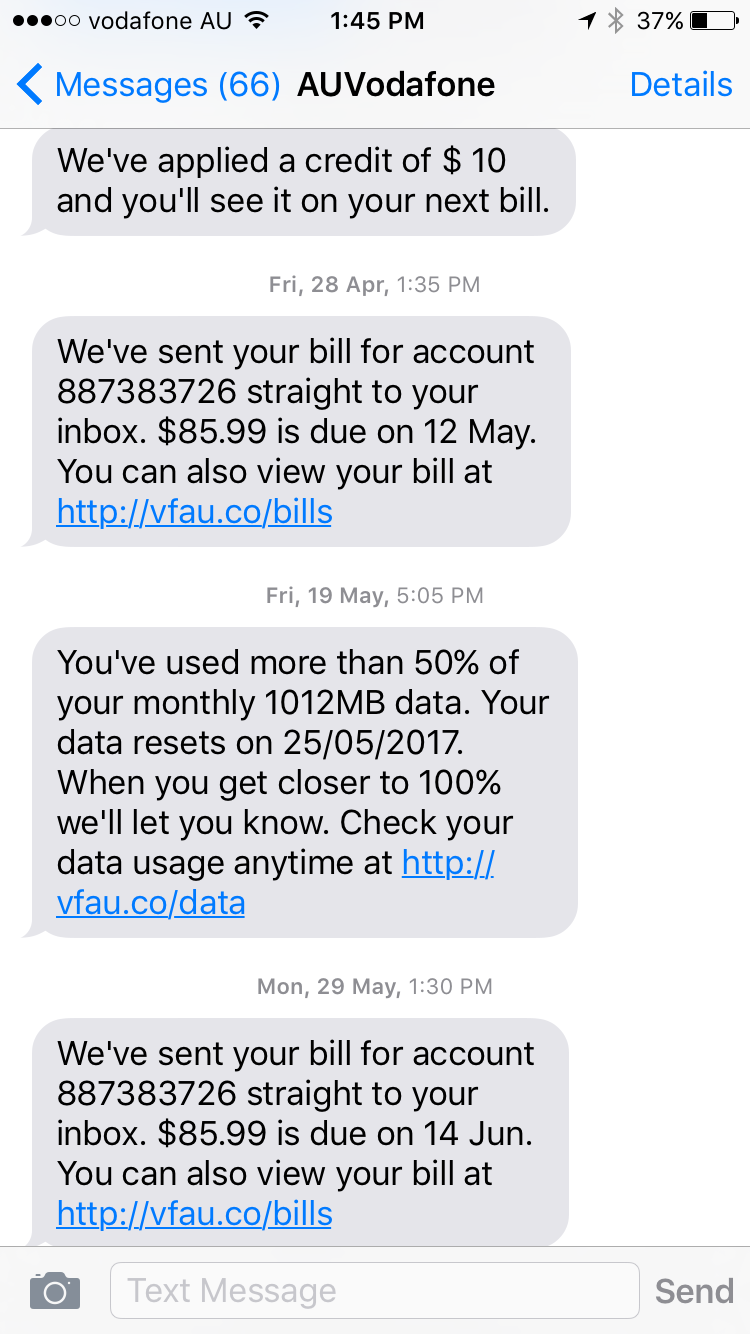 vodafone AU 1:45 PM 37%
Messages (66) AUVodafone Details
We've applied a credit of $ 10
and you'll see it on your next bill.
Fri, 28 Apr, 1:35 PM
We've sent your bill for account
887383726 straight to your
inbox. $85.99 is due on 12 May.
You can also view your bill at
http://vfau.co/bills
Fri, 19 May, 5:05 PM
You've used more than 50% of
your monthly 1012MB data. Your
data resets on 25/05/2017.
When you get closer to 100%
we'll let you know. Check your
data usage anytime at http://
vfau.co/data
Mon, 29 May, 1:30 PM
We've sent your bill for account
887383726 straight to your
inbox. $85.99 is due on 14 Jun.
You can also view your bill at
http://vfau.co/bills
Text Message Send